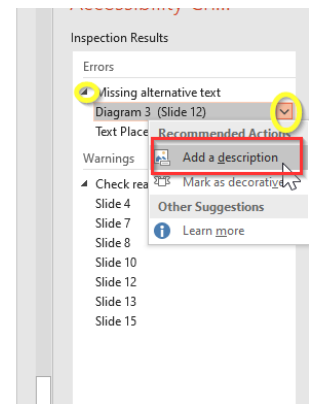 Inspection Results
Errors
Missing alternative text
Diagram 3 (Slide 12)
Text Place
Recommended Actions
Add a description
Warnings
Mark as decorative
Check rea
Other Suggestions
Slide 4
Learn more
Slide 7
Slide 8
Slide 10
Slide 12
Slide 13
Slide 15